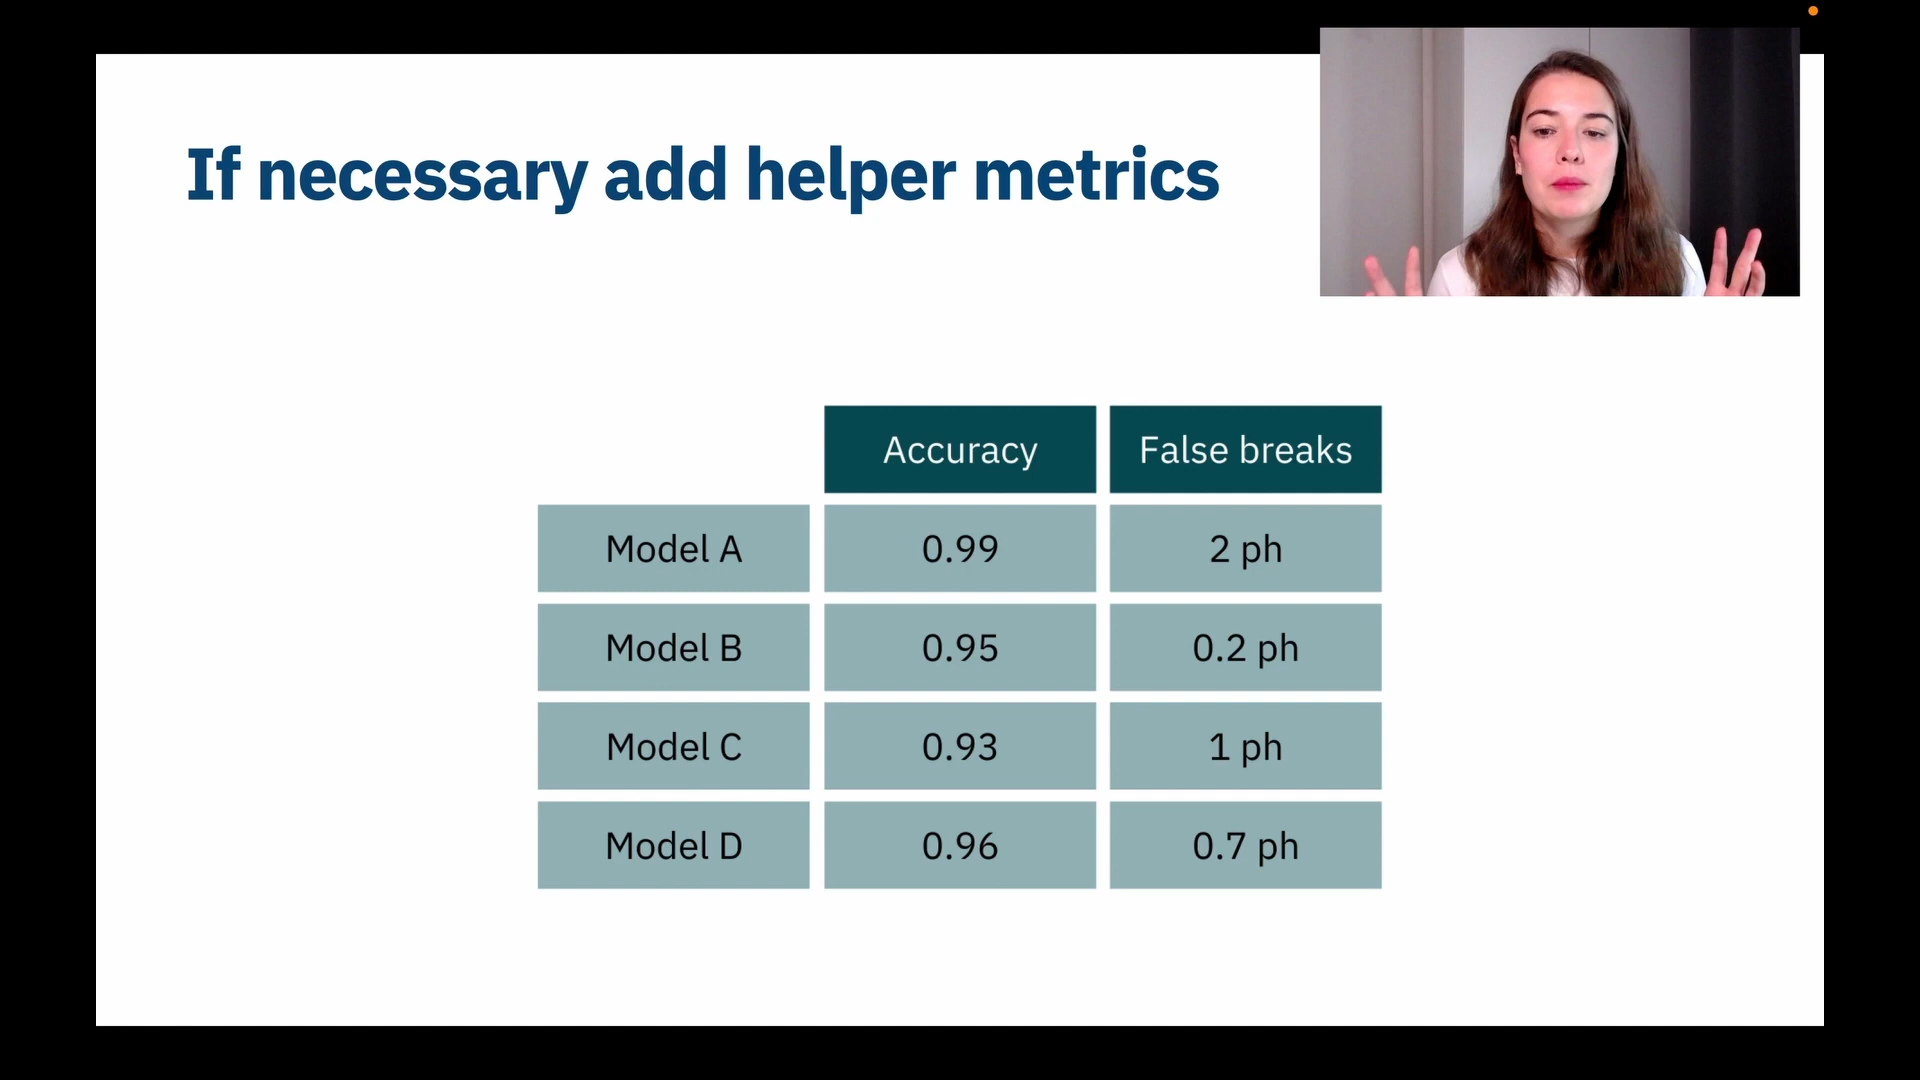 If necessary add helper metrics
Accuracy False breaks
Model A 0.99 2 ph
Model B 0.95 0.2 ph
Model C 0.93 1 ph
Model D 0.96 0.7 ph